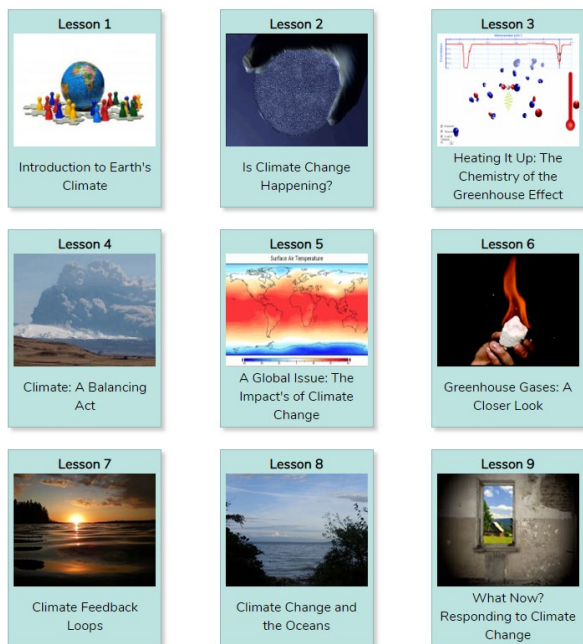 Lesson 1
Introduction to Earth's
Climate
Lesson 2
Is Climate Change
Happening?
Lesson 3
Heating It Up: The
Chemistry of the
Greenhouse Effect
Lesson 4
Climate: A Balancing
Act
Lesson 5
Surface Air Temperature
A Global Issue: The
Impact's of Climate
Change
Lesson 6
Greenhouse Gases: A
Closer Look
Lesson 7
Climate Feedback
Loops
Lesson 8
Climate Change and
the Oceans
Lesson 9
What Now?
Responding to Climate
Change